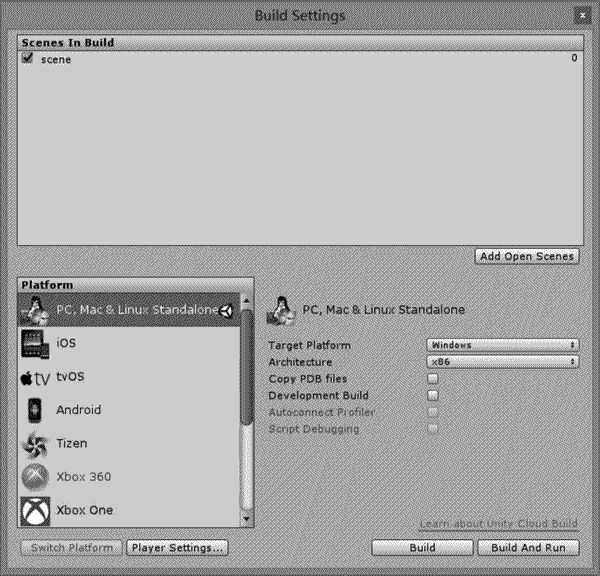 Build Settings
x
Scenes In Build
scene 0
Add Open Scenes
Platform
PC, Mac & Linux Standalone
iOS
tv tvOS
Android
Tizen
Xbox 360
Xbox One
PC, Mac & Linux Standalone
Target Platform Windows
Architecture x86
Copy PDB files
Development Build
Autoconnect Profiler
Script Debugging
Learn about Unity Cloud Build
Switch Platform Player Settings... Build Build And Run